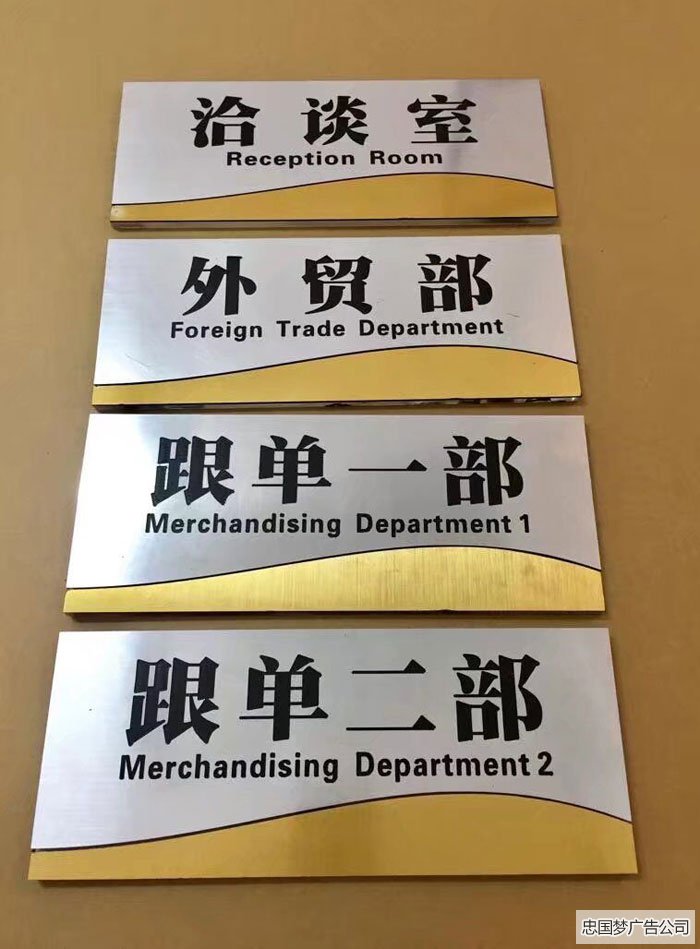 洽谈室
Reception Room
外贸部
Foreign Trade Department
跟单一部
Merchandising Department 1
跟单二部
Merchandising Department 2
忠国梦广告公司